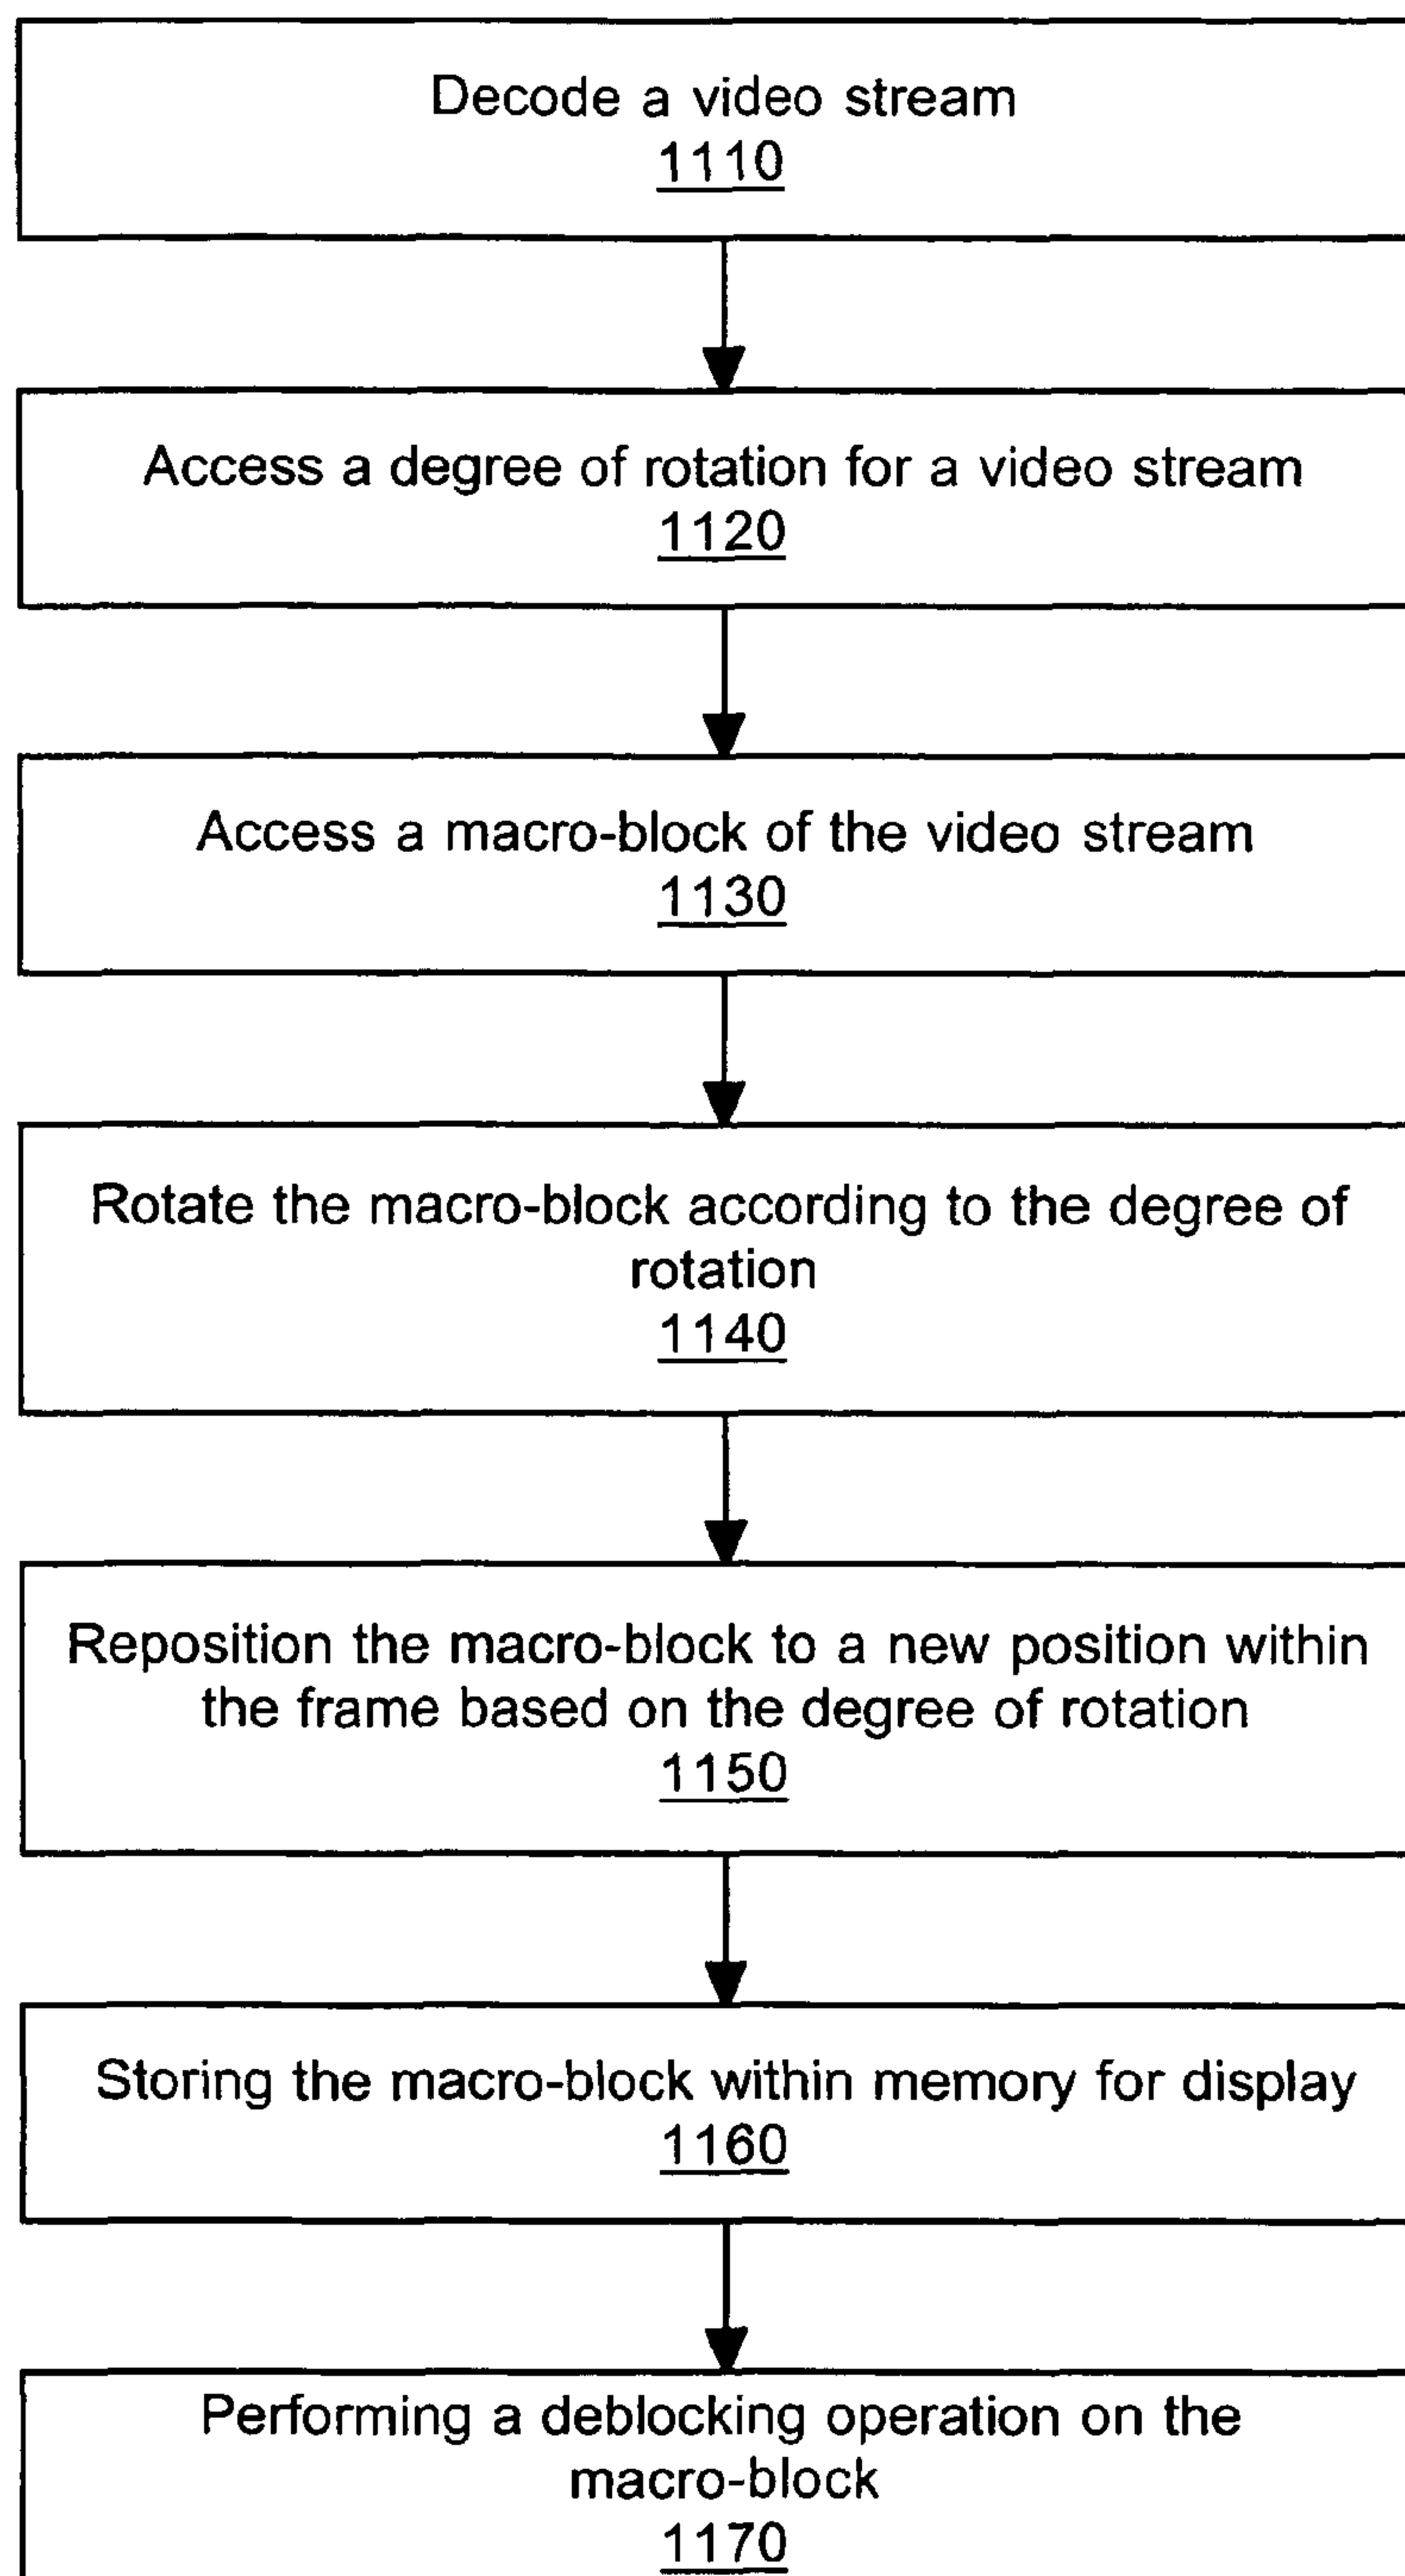 Decode a video stream
1110
Access a degree of rotation for a video stream
1120
Access a macro-block of the video stream
1130
Rotate the macro-block according to the degree of
rotation
1140
Reposition the macro-block to a new position within
the frame based on the degree of rotation
1150
Storing the macro-block within memory for display
1160
Performing a deblocking operation on the
macro-block
1170